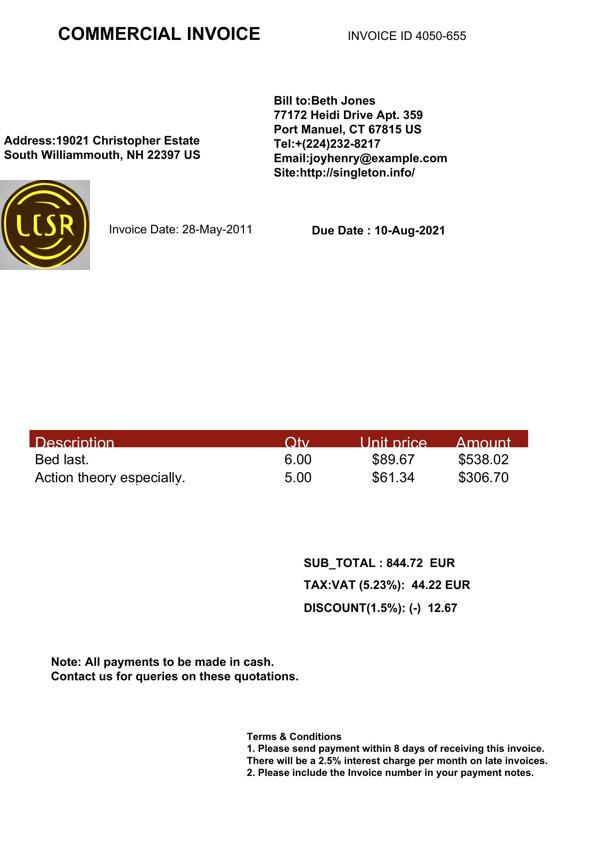 COMMERCIAL INVOICE
INVOICE ID 4050-655
Bill to:Beth Jones
77172 Heidi Drive Apt. 359
Port Manuel, CT 67815 US
Tel:+(224)232-8217
Email:joyhenry@example.com
Site:http://singleton.info/
Address:19021 Christopher Estate
South Williammouth, NH 22397 US
Invoice Date: 28-May-2011
Due Date : 10-Aug-2021
Description Qty Unit price Amount
Bed last. 6.00 $89.67 $538.02
Action theory especially. 5.00 $61.34 $306.70
SUB_TOTAL : 844.72 EUR
TAX:VAT (5.23%): 44.22 EUR
DISCOUNT(1.5%): (-) 12.67
Note: All payments to be made in cash.
Contact us for queries on these quotations.
Terms & Conditions
1. Please send payment within 8 days of receiving this invoice.
There will be a 2.5% interest charge per month on late invoices.
2. Please include the Invoice number in your payment notes.